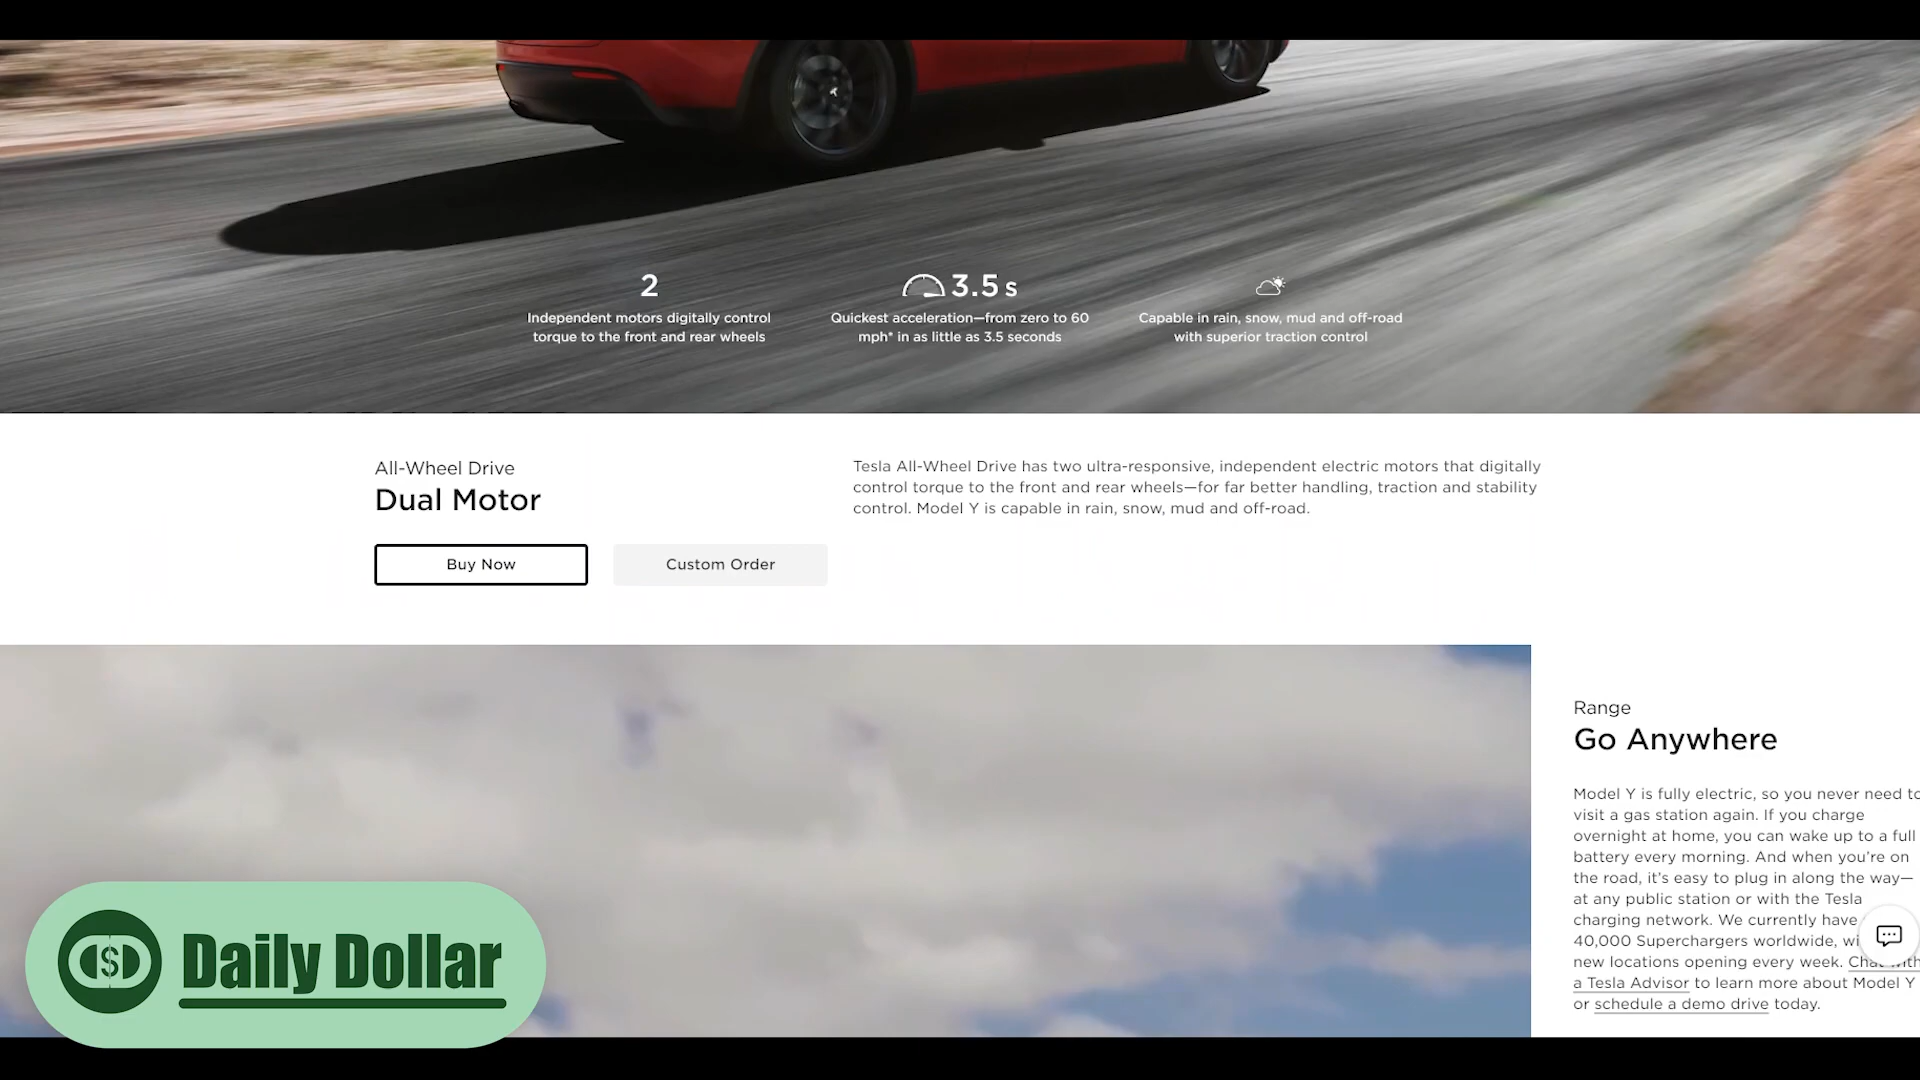 2
Independent motors digitally control
torque to the front and rear wheels
3.5 s
Quickest acceleration—from zero to 60
mph* in as little as 3.5 seconds
Capable in rain, snow, mud and off-road
with superior traction control
All-Wheel Drive
Dual Motor
Buy Now
Custom Order
Tesla All-Wheel Drive has two ultra-responsive, independent electric motors that digitally
control torque to the front and rear wheels—for far better handling, traction and stability
control. Model Y is capable in rain, snow, mud and off-road.
Range
Go Anywhere
Model Y is fully electric, so you never need to
visit a gas station again. If you charge
overnight at home, you can wake up to a full
battery every morning. And when you’re on
the road, it’s easy to plug in along the way—
at any public station or with the Tesla
charging network. We currently have
40,000 Superchargers worldwide,
new locations opening every week. Chat with
a Tesla Advisor to learn more about Model Y
or schedule a demo drive today.
$
Daily Dollar